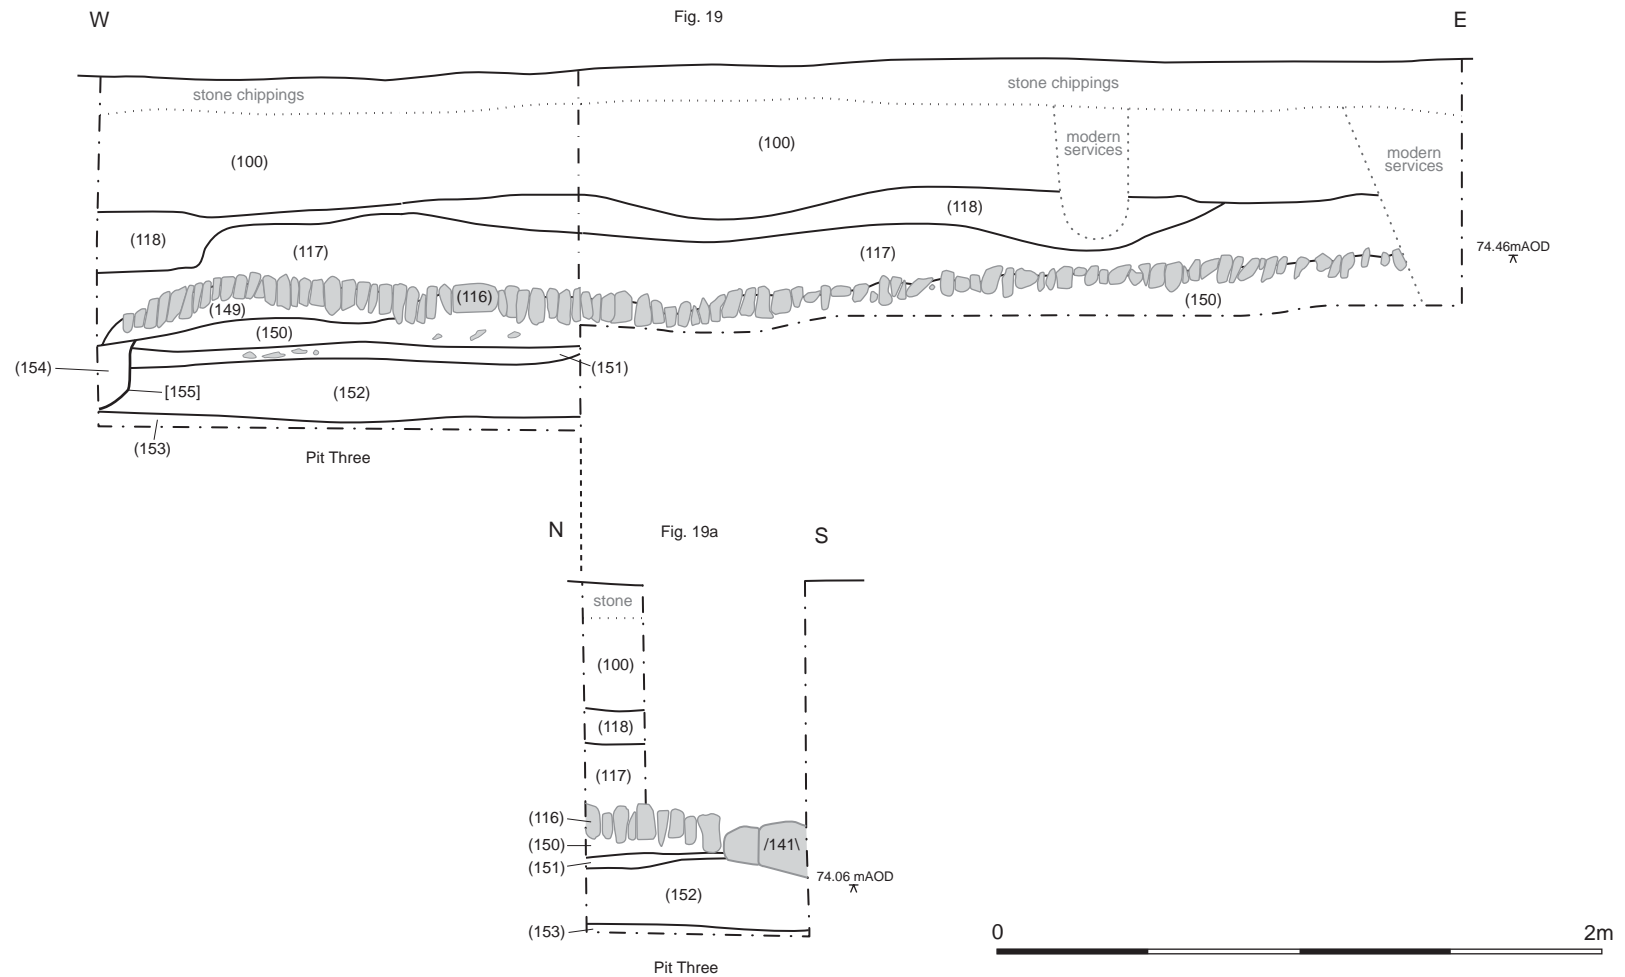 W
Fig. 19
E
stone chippings
stone chippings
(100)
(100)
modern
services
modern
services
(118)
(118)
(117)
(117)
74.46mAOD
(116)
(149)
(150)
(150)
(154)
(151)
[155]
(152)
(153)
Pit Three
N
Fig. 19a
S
stone
(100)
(118)
(117)
(116)
(150)
/141\
(151)
74.06 mAOD
(152)
(153)
Pit Three
0
2m